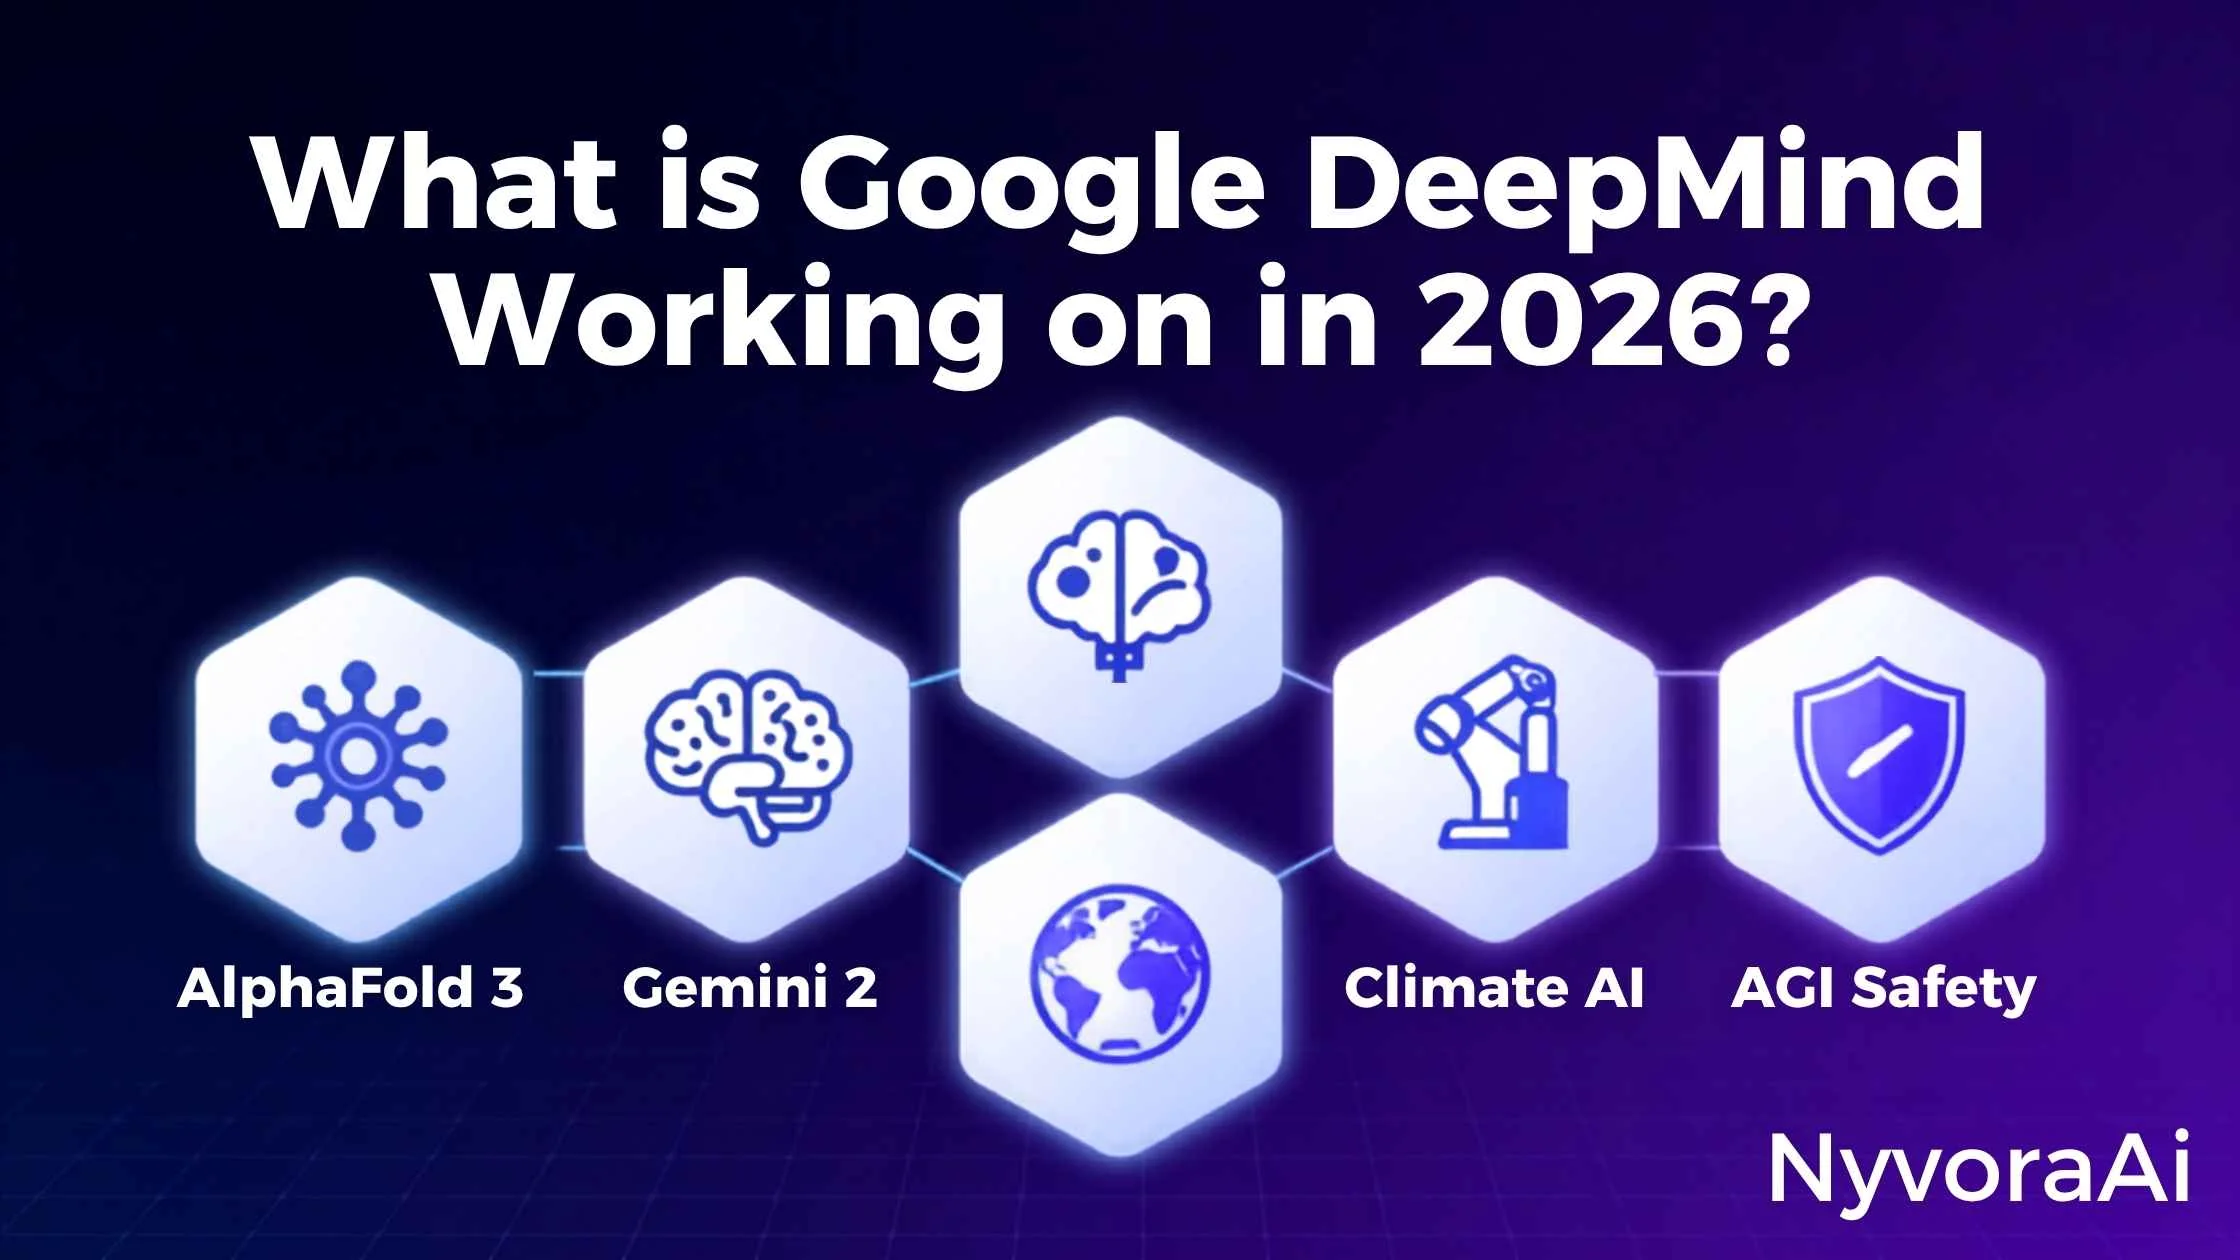 What is Google DeepMind
Working on in 2026?
AlphaFold 3
Gemini 2
Climate AI
AGI Safety
NyvoraAi